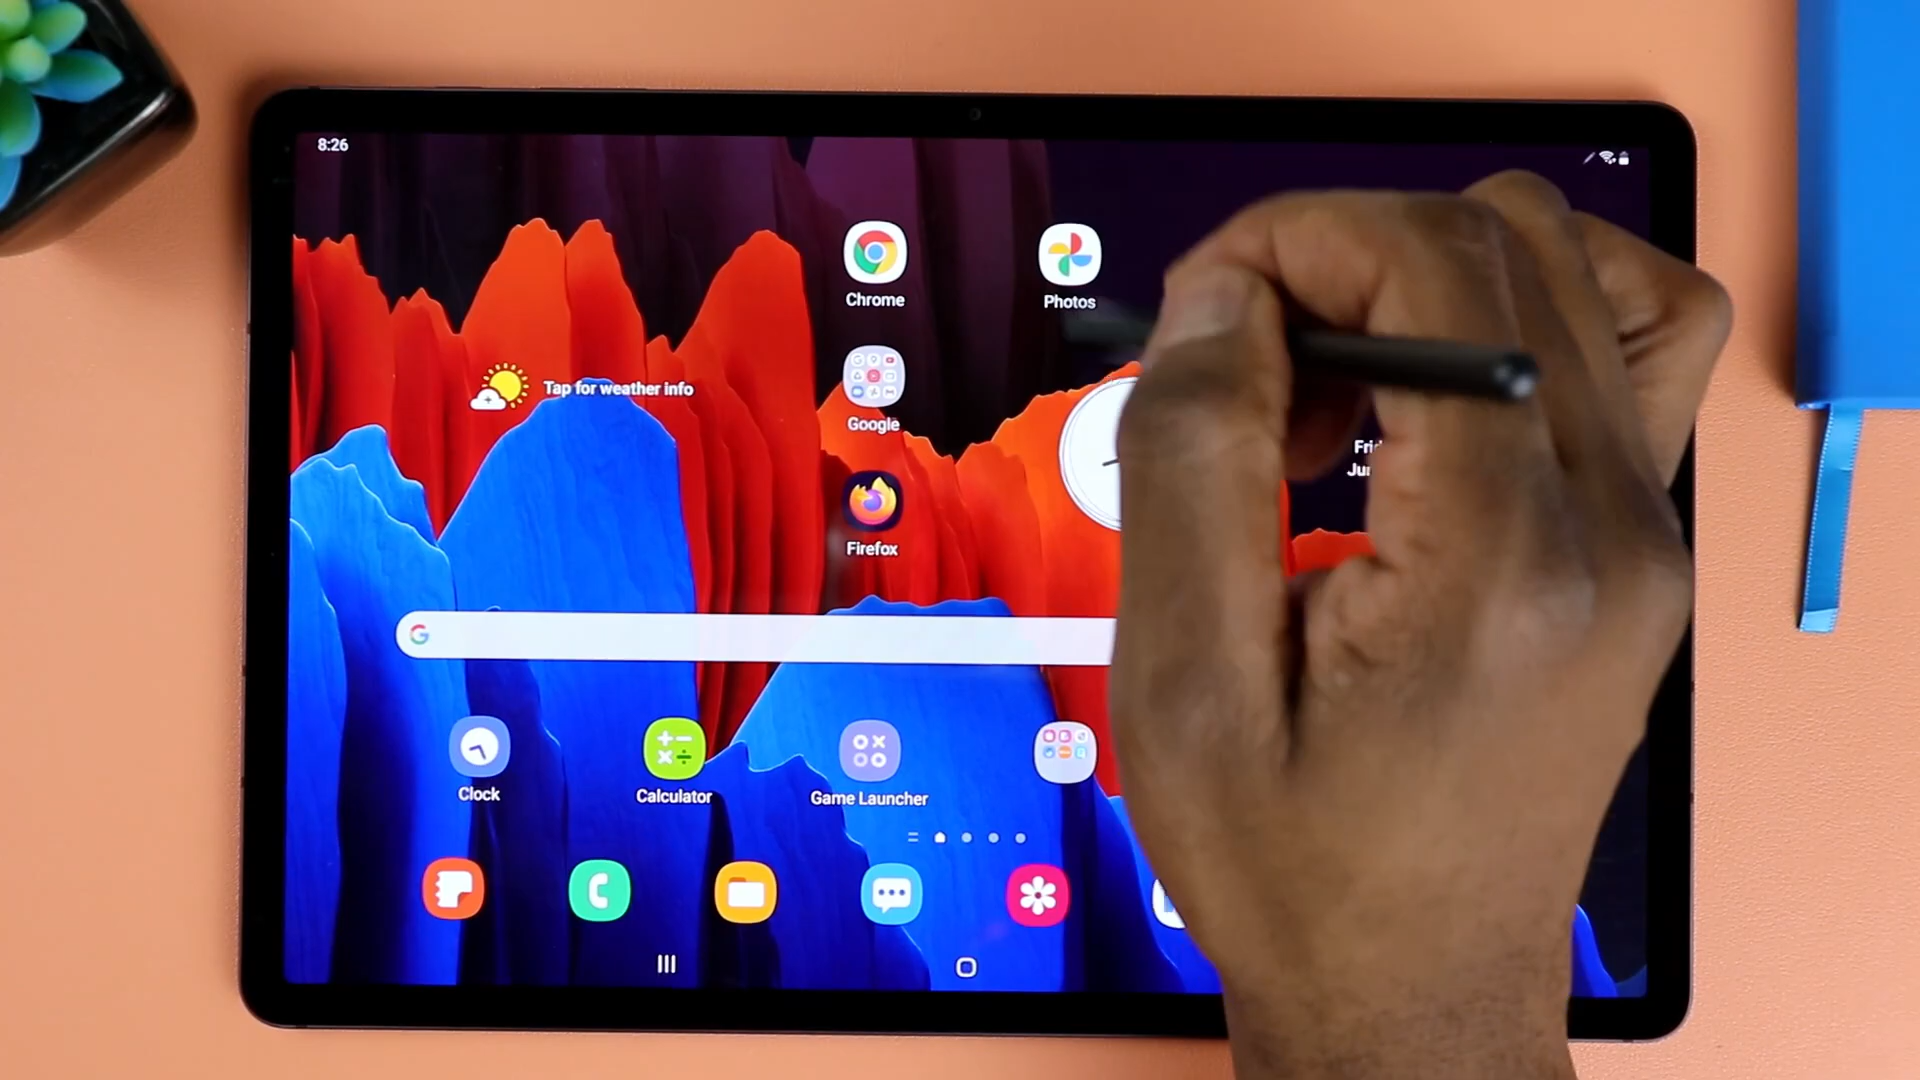 8:26
Chrome
Photos
Tap for weather info
Google
Firefox
Clock
Calculator
Game Launcher